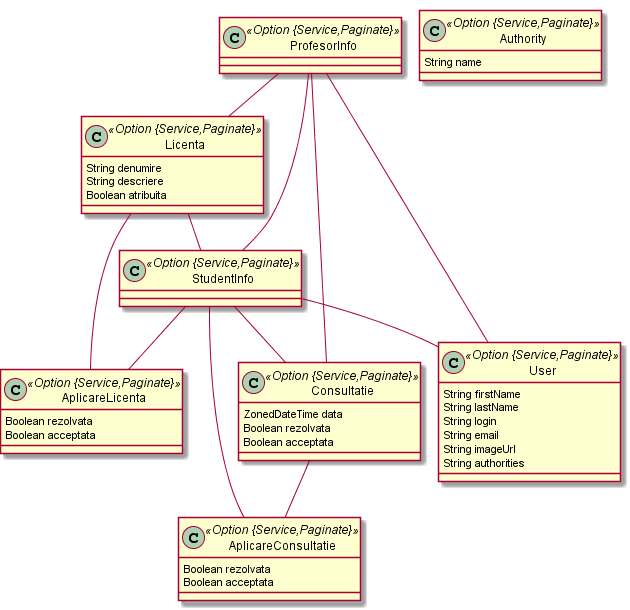 C «Option {Service,Paginate}»
ProfesorInfo
C «Option {Service,Paginate}»
Authority
String name
C «Option {Service,Paginate}»
Licenta
String denumire
String descriere
Boolean atribuita
C «Option {Service,Paginate}»
StudentInfo
C «Option {Service,Paginate}»
AplicareLicenta
Boolean rezolvata
Boolean acceptata
C «Option {Service,Paginate}»
Consultatie
ZonedDateTime data
Boolean rezolvata
Boolean acceptata
C «Option {Service,Paginate}»
User
String firstName
String lastName
String login
String email
String imageUrl
String authorities
C «Option {Service,Paginate}»
AplicareConsultatie
Boolean rezolvata
Boolean acceptata